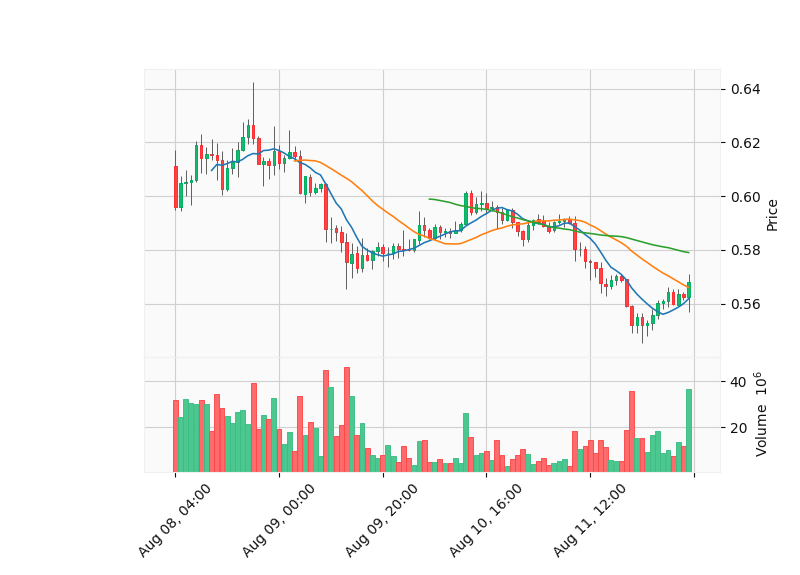 0.64
0.62
0.60
0.58
0.56
Price
40
20
Volume 10^6
Aug 08, 04:00
Aug 09, 00:00
Aug 09, 20:00
Aug 10, 16:00
Aug 11, 12:00